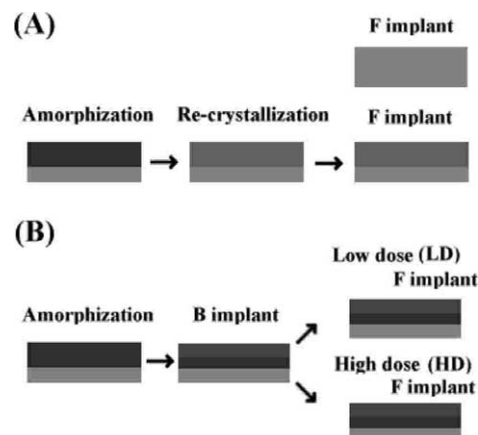 (A)
F implant
Amorphization Re-crystallization F implant
(B)
Low dose (LD)
F implant
Amorphization B implant
High dose (HD)
F implant